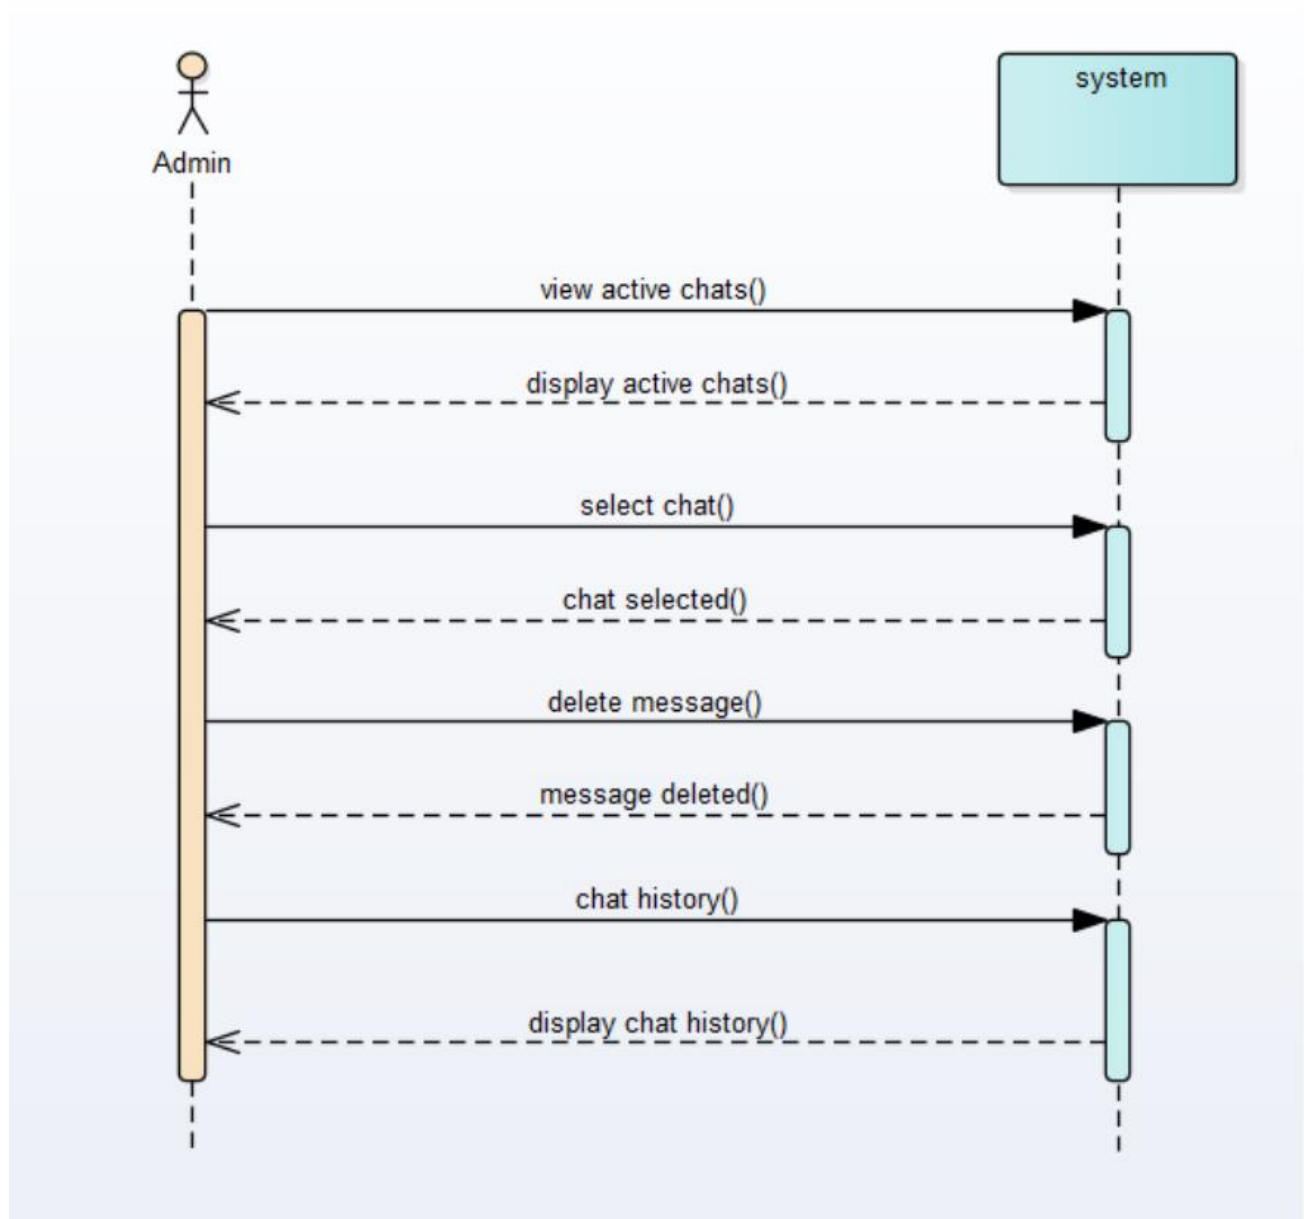 Admin
system
view active chats()
display active chats()
select chat()
chat selected()
delete message()
message deleted()
chat history()
display chat history()